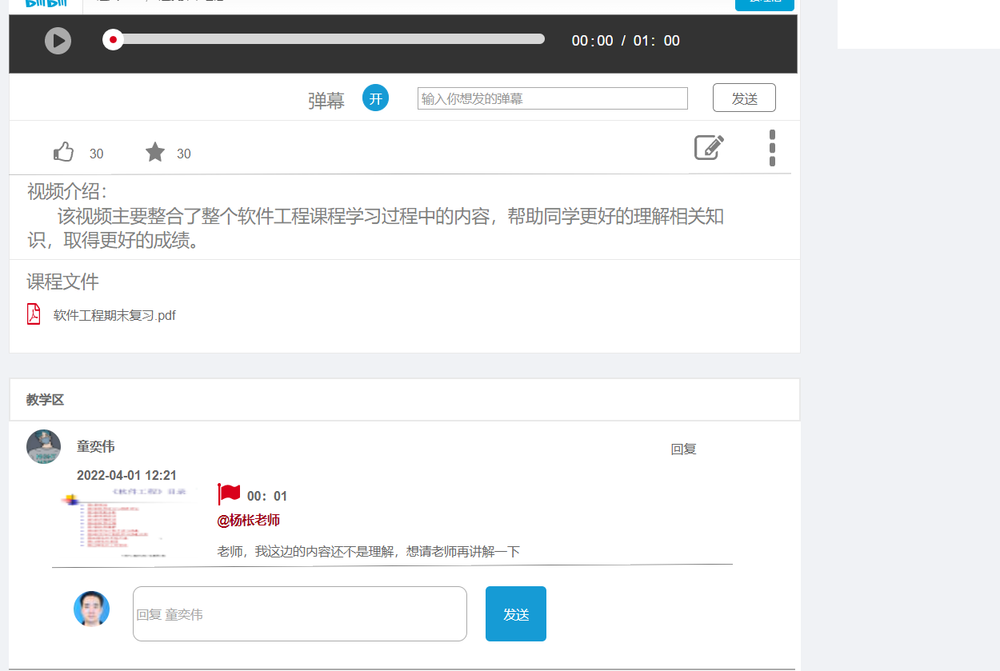 00:00 / 01：00
弹幕 开 输入你想发的弹幕 发送
30 30
视频介绍：
该视频主要整合了整个软件工程课程学习过程中的内容，帮助同学更好的理解相关知
识，取得更好的成绩。
课程文件
软件工程期末复习.pdf
教学区
童奕伟 回复
2022-04-01 12:21
《软件工程》目录
00：01
@杨枨老师
老师，我这边的内容还不是理解，想请老师再讲解一下
回复 童奕伟 发送